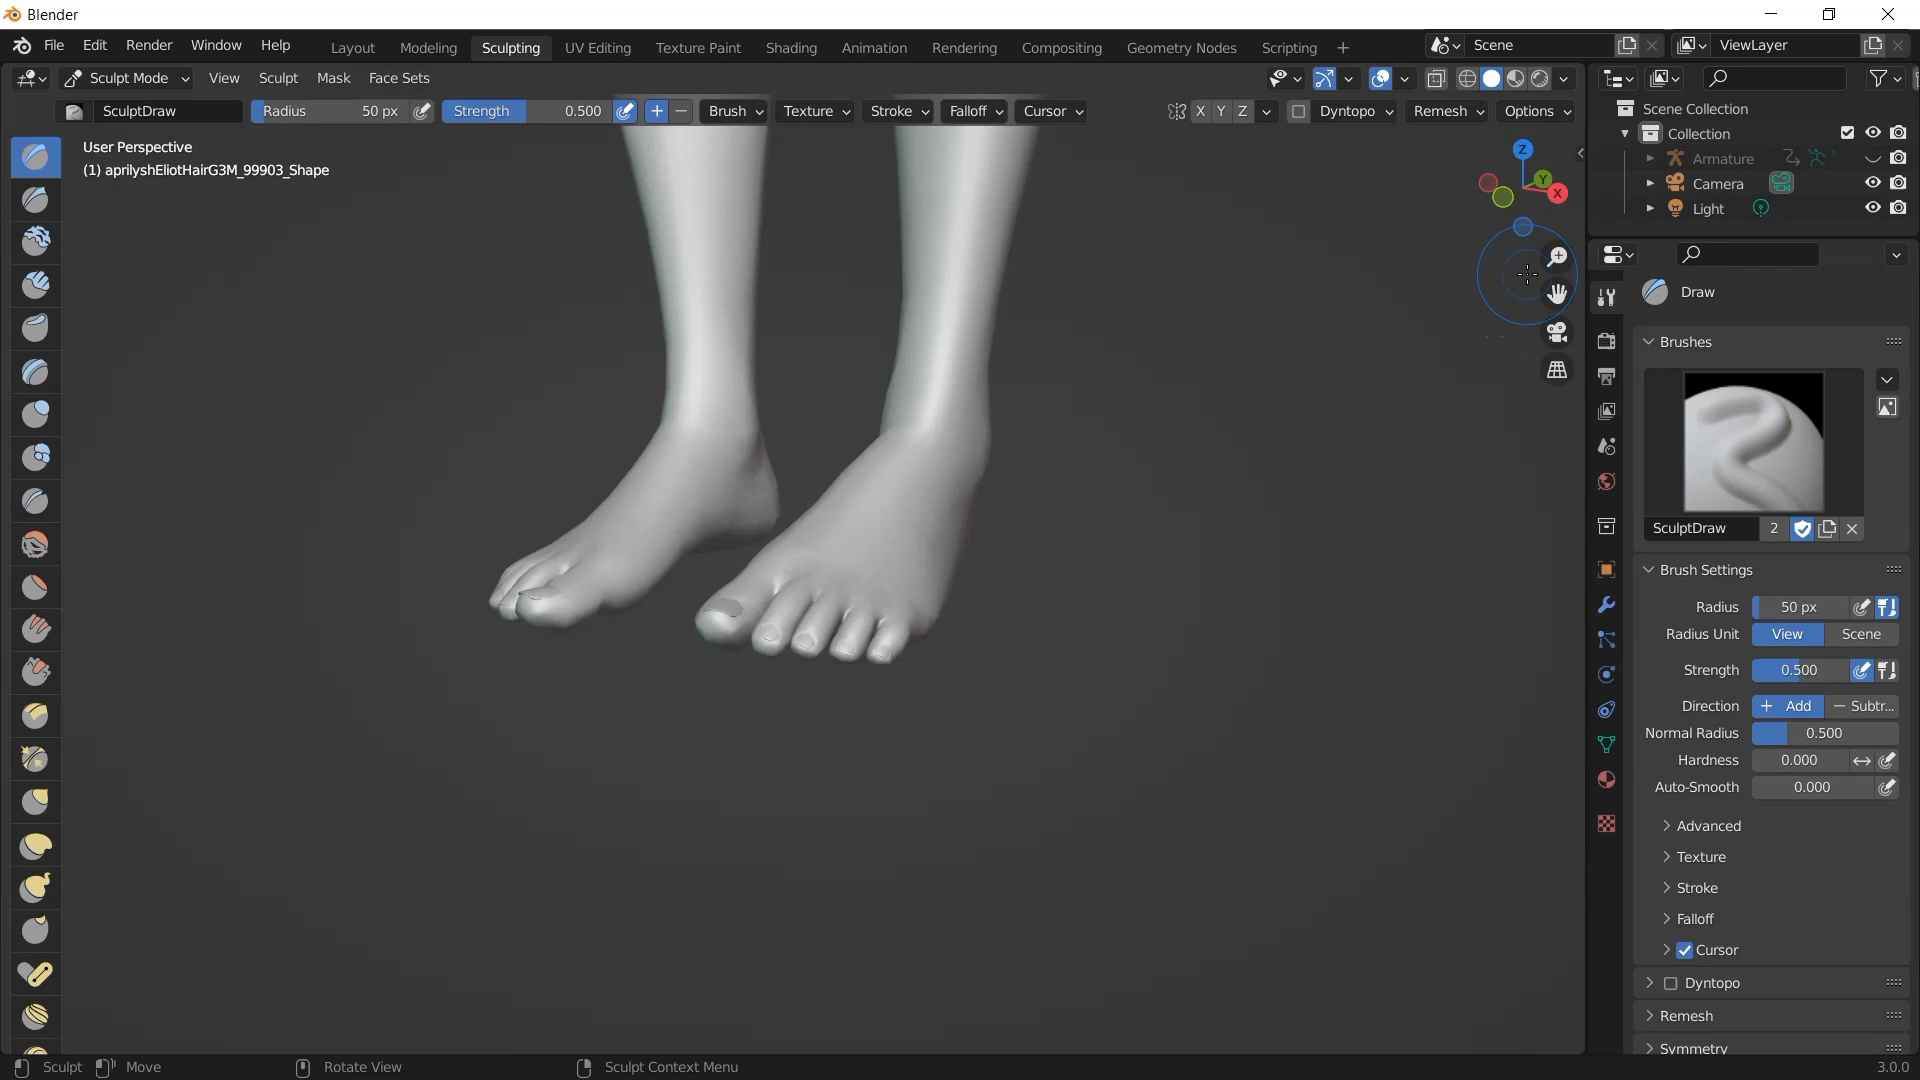 Blender
File Edit Render Window Help Layout Modeling Sculpting UV Editing Texture Paint Shading Animation Rendering Compositing Geometry Nodes Scripting + Scene ViewLayer
Sculpt Mode View Sculpt Mask Face Sets
SculptDraw Radius 50 px Strength 0.500 + − Brush Texture Stroke Falloff Cursor X Y Z Dyntopo Remesh Options
User Perspective
(1) aprilyshEliotHairG3M_99903_Shape
Z
Y
X
Scene Collection
Collection
Armature
Camera
Light
Draw
Brushes
SculptDraw 2
Brush Settings
Radius 50 px
Radius Unit View Scene
Strength 0.500
Direction + Add − Subtr...
Normal Radius 0.500
Hardness 0.000
Auto-Smooth 0.000
Advanced
Texture
Stroke
Falloff
Cursor
Dyntopo
Remesh
Symmetry
Sculpt Move Rotate View Sculpt Context Menu 3.0.0